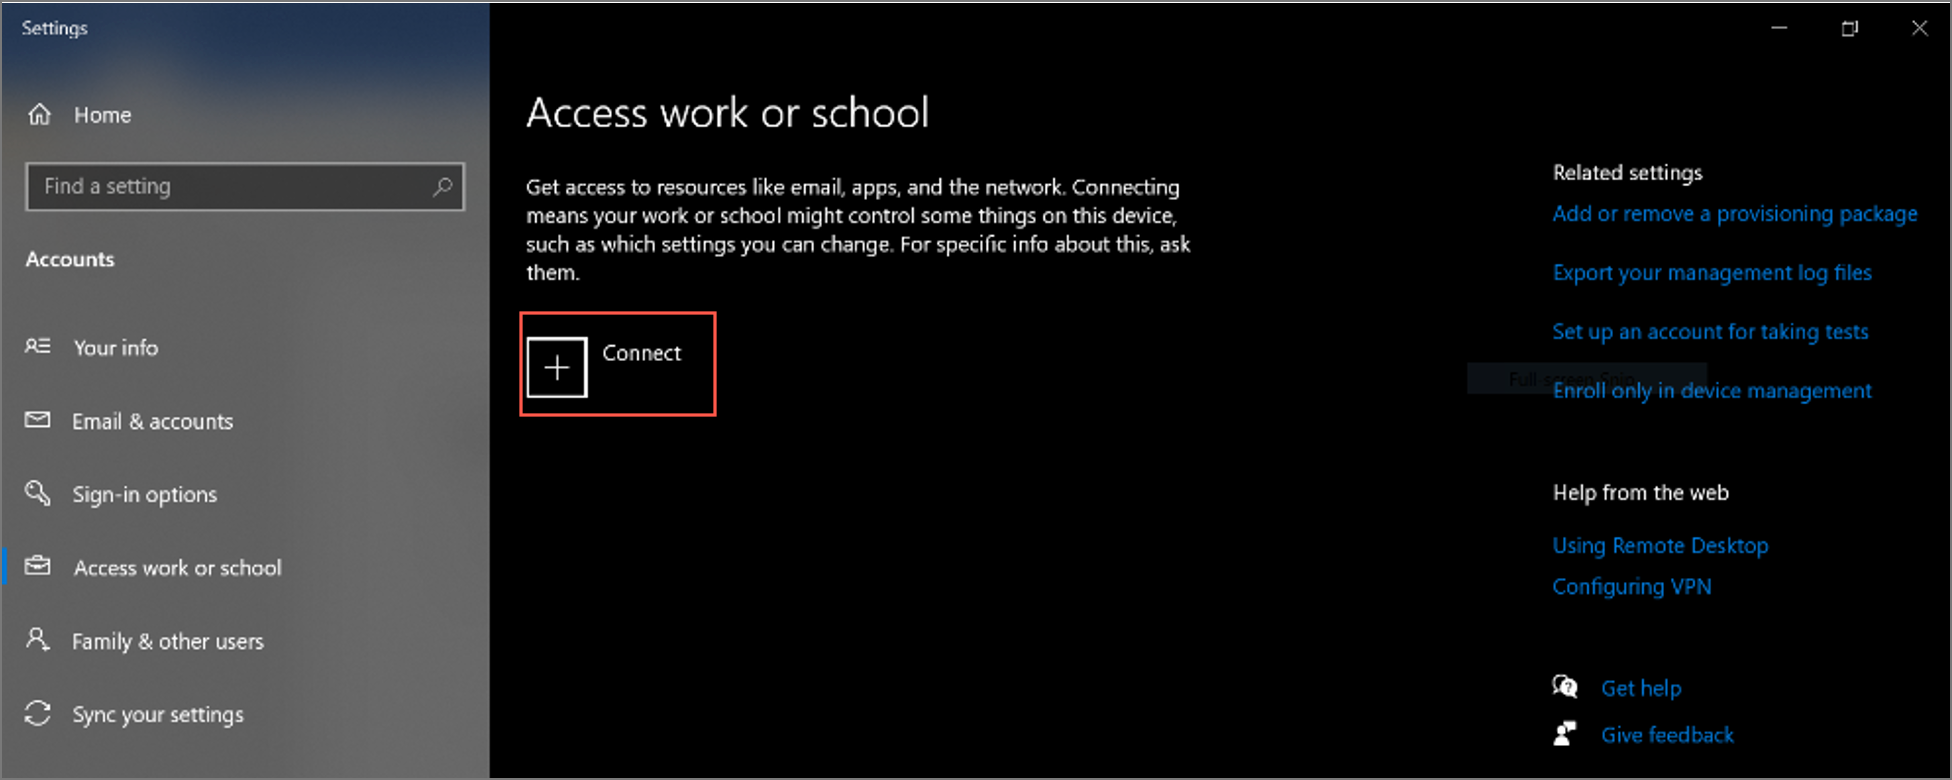 Settings
Home
Find a setting
Accounts
Your info
Email & accounts
Sign-in options
Access work or school
Family & other users
Sync your settings
Access work or school
Get access to resources like email, apps, and the network. Connecting
means your work or school might control some things on this device,
such as which settings you can change. For specific info about this, ask
them.
Connect
Related settings
Add or remove a provisioning package
Export your management log files
Set up an account for taking tests
Full-screen Snip
Enroll only in device management
Help from the web
Using Remote Desktop
Configuring VPN
Get help
Give feedback